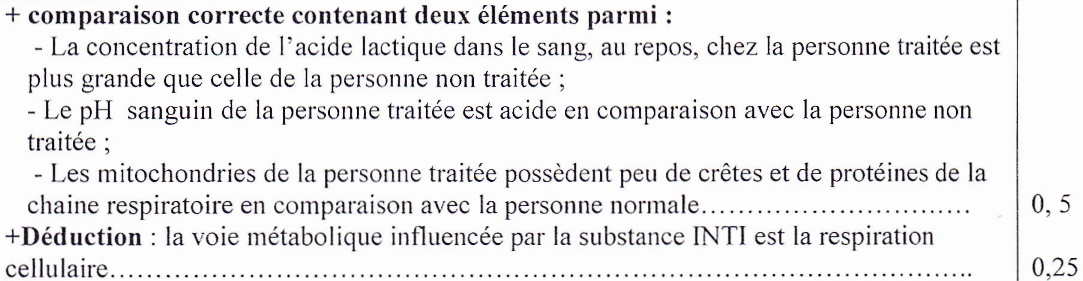 + comparaison correcte contenant deux éléments parmi :
- La concentration de l'acide lactique dans le sang, au repos, chez la personne traitée est
plus grande que celle de la personne non traitée ;
- Le pH sanguin de la personne traitée est acide en comparaison avec la personne non
traitée ;
- Les mitochondries de la personne traitée possèdent peu de crêtes et de protéines de la
chaine respiratoire en comparaison avec la personne normale.............................. 0, 5
+Déduction : la voie métabolique influencée par la substance INTI est la respiration
cellulaire.................................................................................................. 0,25